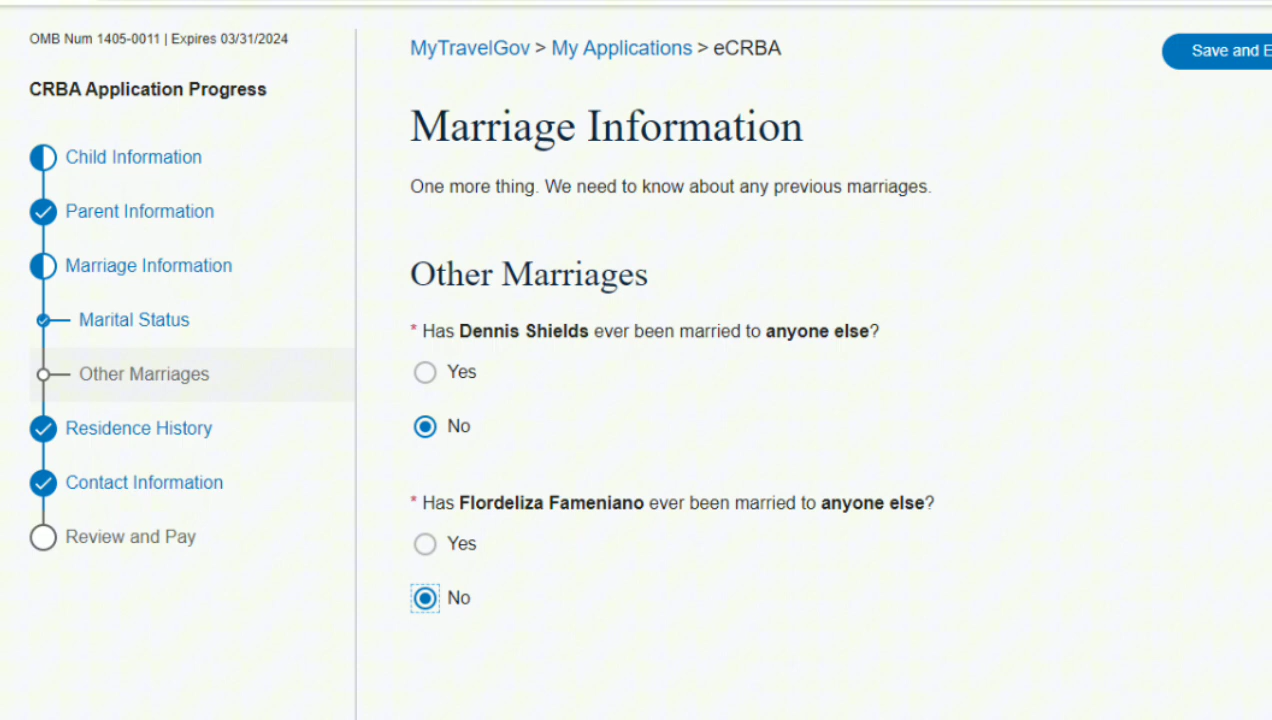 OMB Num 1405-0011 | Expires 03/31/2024
CRBA Application Progress
Child Information
Parent Information
Marriage Information
Marital Status
Other Marriages
Residence History
Contact Information
Review and Pay
MyTravelGov > My Applications > eCRBA
Save and E
Marriage Information
One more thing. We need to know about any previous marriages.
Other Marriages
* Has Dennis Shields ever been married to anyone else?
Yes
No
* Has Flordeliza Fameniano ever been married to anyone else?
Yes
No